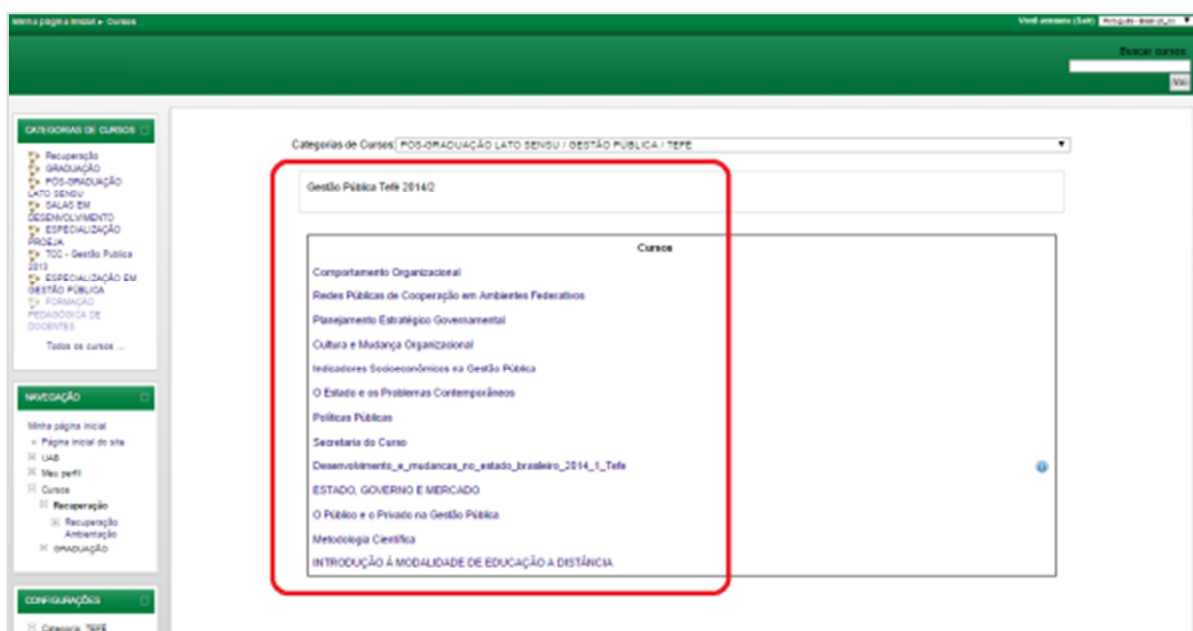 Minha página inicial ▸ Cursos
Você acessou (Sair)
Buscar cursos:
CATEGORIAS DE CURSOS
Recuperação
GRADUAÇÃO
PÓS-GRADUAÇÃO
LATO SENSU
SALAS EM
DESENVOLVIMENTO
ESPECIALIZAÇÃO
PROEJA
TCC - Gestão Publica
2013
ESPECIALIZAÇÃO EM
GESTÃO PÚBLICA
FORMAÇÃO
PEDAGÓGICA DE
DOCENTES
Todos os cursos ...
NAVEGAÇÃO
Minha página inicial
Página inicial do site
UAB
Meu perfil
Cursos
Recuperação
Recuperação
Ambientação
GRADUAÇÃO
CONFIGURAÇÕES
Categoria: TEFÉ
Categorias de Cursos: PÓS-GRADUAÇÃO LATO SENSU / GESTÃO PÚBLICA / TEFÉ
Gestão Pública Tefé 2014/2
Cursos
Comportamento Organizacional
Redes Públicas de Cooperação em Ambientes Federativos
Planejamento Estratégico Governamental
Cultura e Mudança Organizacional
Indicadores Socioeconômicos na Gestão Pública
O Estado e os Problemas Contemporâneos
Políticas Públicas
Secretaria do Curso
Desenvolvimento_e_mudancas_no_estado_brasileiro_2014_1_Tefe
ESTADO, GOVERNO E MERCADO
O Público e o Privado na Gestão Pública
Metodologia Científica
INTRODUÇÃO Á MODALIDADE DE EDUCAÇÃO A DISTÂNCIA